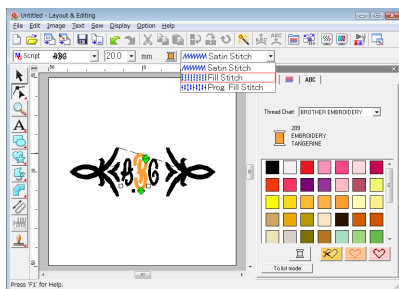 Untitled - Layout & Editing
File Edit Image Text Sew Display Option Help
Script ABG 20.0 mm Satin Stitch
Satin Stitch
Fill Stitch
Prog. Fill Stitch
ABC
Thread Chart: BROTHER EMBROIDERY
209
EMBROIDERY
TANGERINE
To list mode
Press 'F1' for Help.